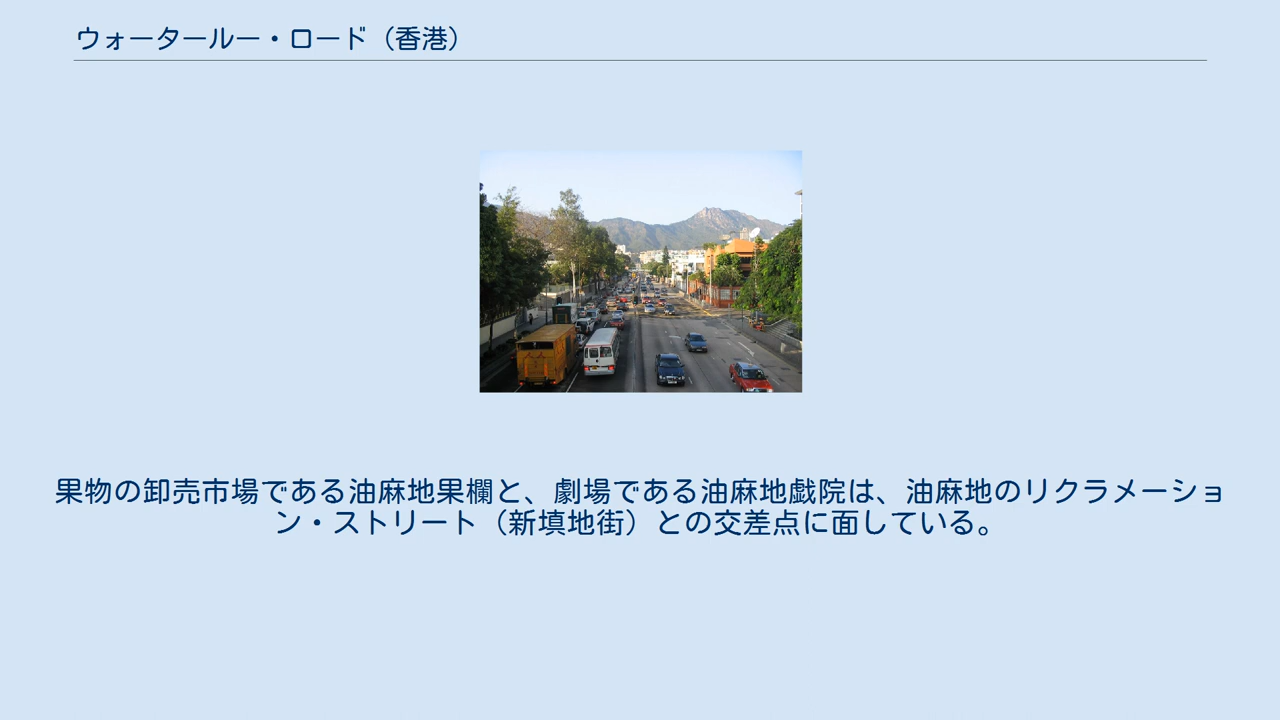 ウォータールー・ロード（香港）
果物の卸売市場である油麻地果欄と、劇場である油麻地戯院は、油麻地のリクラメーショ
ン・ストリート（新填地街）との交差点に面している。